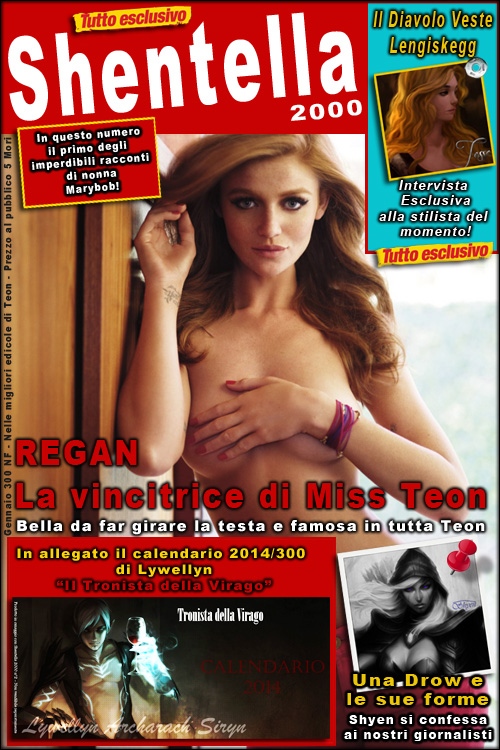 Tutto esclusivo
Shentella
2000
Il Diavolo Veste
Lengiskegg
Tessa
Intervista
Esclusiva
alla stilista del
momento!
Tutto esclusivo
In questo numero
il primo degli
imperdibili racconti
di nonna
Marybob!
Gennaio 300 NF - Nelle migliori edicole di Teon - Prezzo al pubblico 5 Mori
REGAN
La vincitrice di Miss Teon
Bella da far girare la testa e famosa in tutta Teon
In allegato il calendario 2014/300
di Lywellyn
"Il Tronista della Virago"
Tronista della Virago
CALENDARIO
2014
Lywellyn Archarach Siryn
Shyen
Una Drow e
le sue forme
Shyen si confessa
ai nostri giornalisti